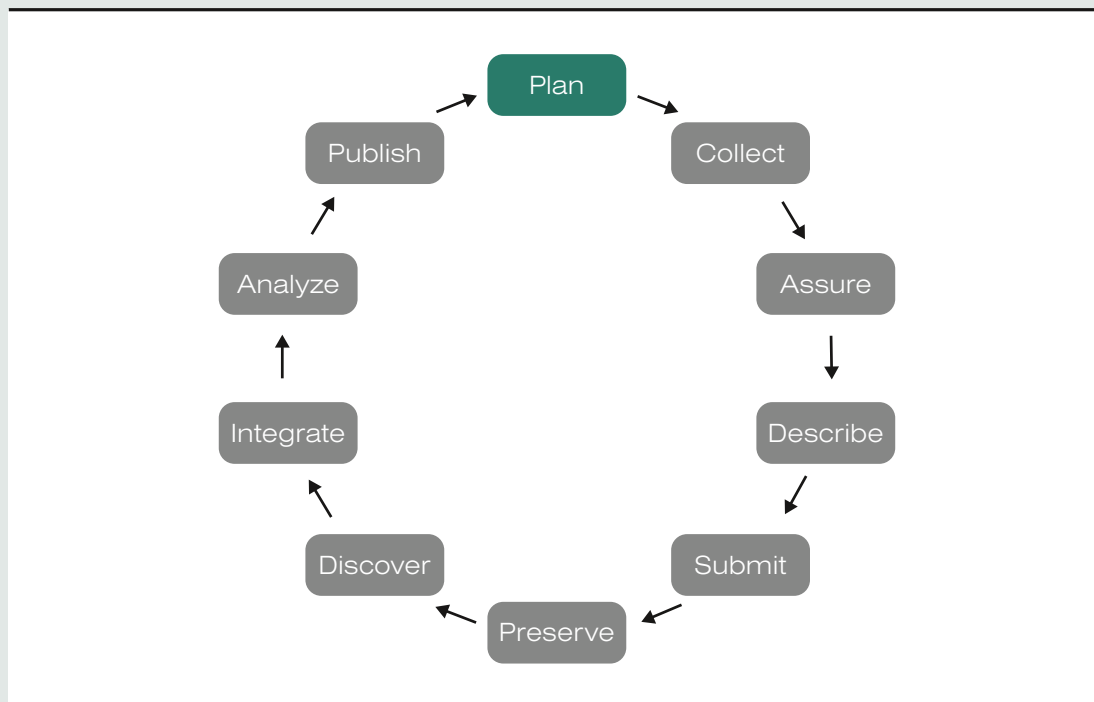 Plan
Collect
Assure
Describe
Submit
Preserve
Discover
Integrate
Analyze
Publish